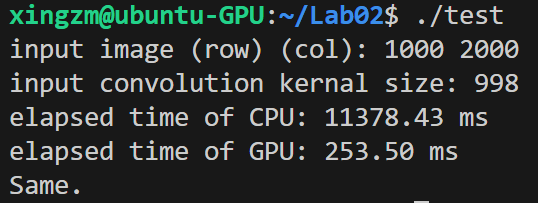 xingzm@ubuntu-GPU:~/Lab02$ ./test
input image (row) (col): 1000 2000
input convolution kernal size: 998
elapsed time of CPU: 11378.43 ms
elapsed time of GPU: 253.50 ms
Same.